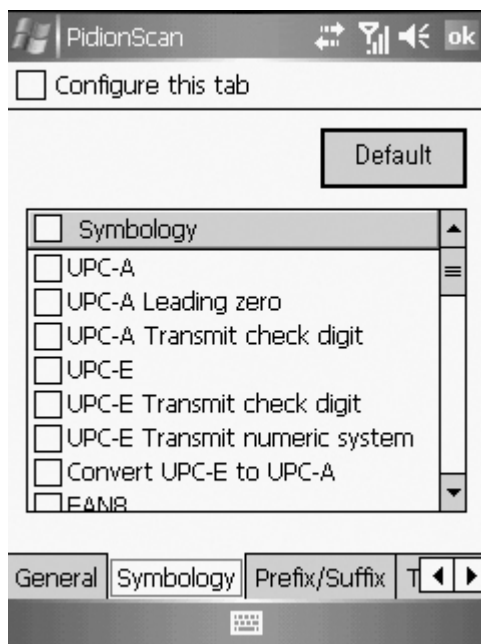 PidionScan ok
Configure this tab
Default
Symbology
UPC-A
UPC-A Leading zero
UPC-A Transmit check digit
UPC-E
UPC-E Transmit check digit
UPC-E Transmit numeric system
Convert UPC-E to UPC-A
EAN8
General Symbology Prefix/Suffix T